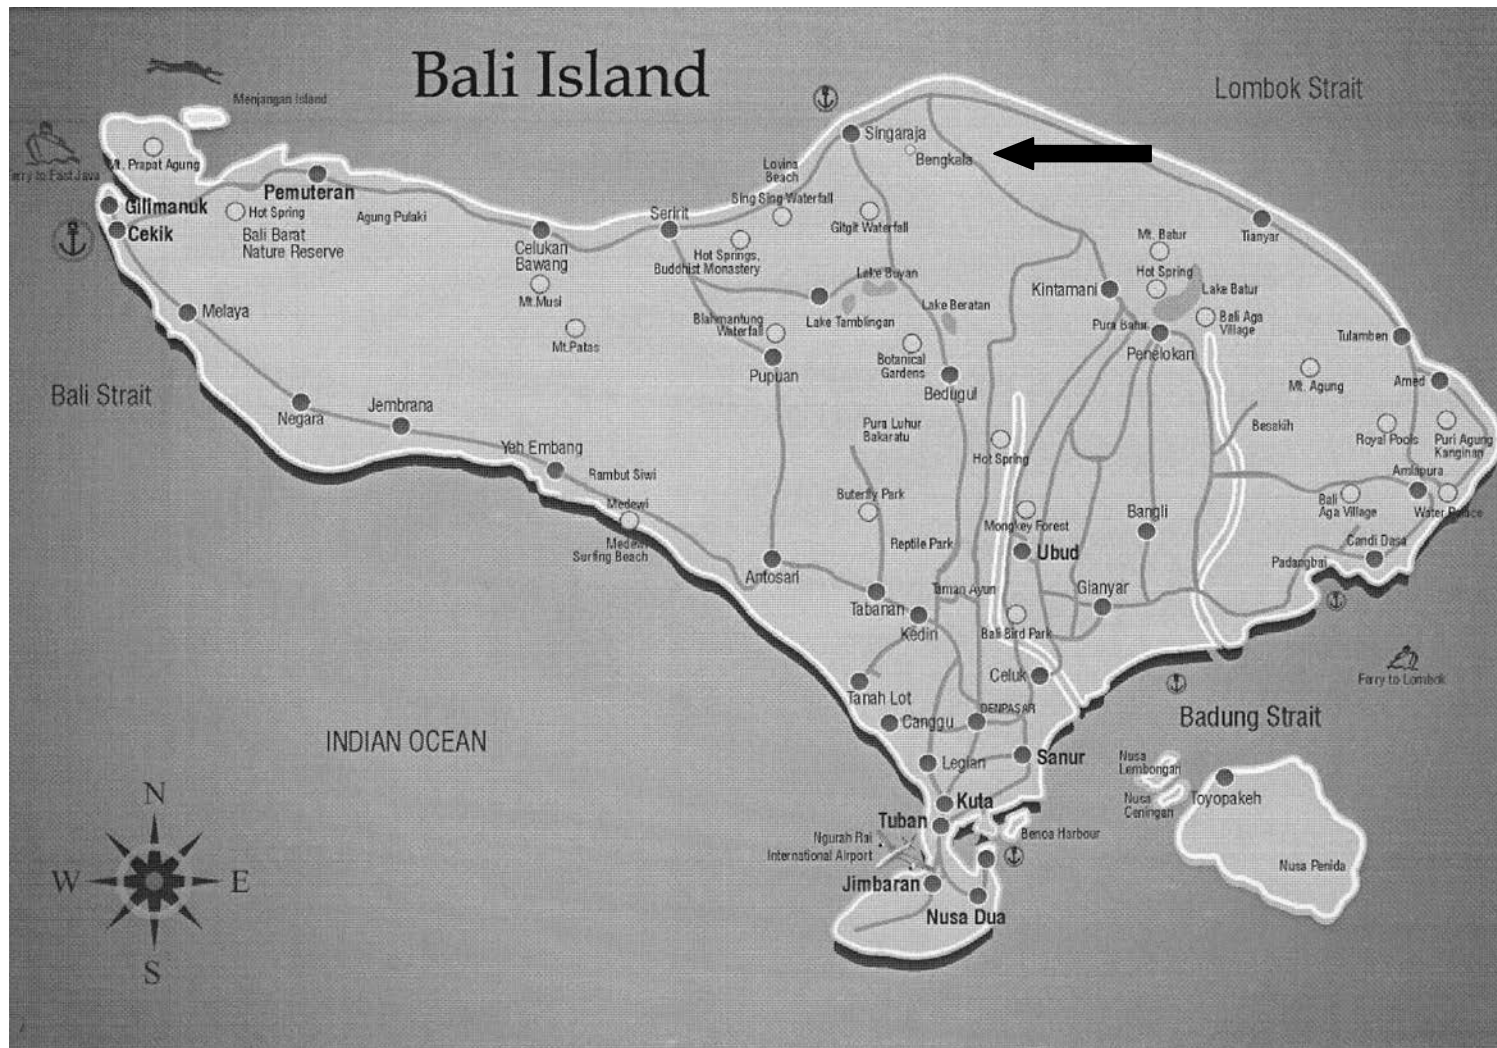 Bali Island
Lombok Strait
Menjangan Island
Mt. Prapat Agung
Ferry to East Java
Singaraja
Bengkala
Lovina
Beach
Pemuteran
Gilimanuk
Hot Spring
Agung Pulaki
Cekik
Bali Barat
Nature Reserve
Sing Sing Waterfall
Seririt
Gitgit Waterfall
Celukan
Bawang
Hot Springs,
Buddhist Monastery
Tianyar
Mt. Batur
Hot Spring
Lake Buyan
Kintamani
Lake Batur
Mt.Musi
Melaya
Lake Beratan
Blahmantung
Waterfall
Lake Tamblingan
Pura Batur
Bali Aga
Village
Mt.Patas
Tulamben
Penelokan
Botanical
Gardens
Pupuan
Bedugul
Mt. Agung
Amed
Bali Strait
Negara
Jembrana
Pura Luhur
Bakaratu
Besakih
Royal Pools
Puri Agung
Kanginan
Yeh Embang
Hot Spring
Rambut Siwi
Amlapura
Buterfly Park
Medewi
Bali
Aga Village
Water Palace
Mongkey Forest
Bangli
Medewi
Surfing Beach
Reptile Park
Ubud
Candi Dasa
Padangbai
Antosari
Taman Ayun
Gianyar
Tabanan
Kediri
Bali Bird Park
Celuk
Ferry to Lombok
Tanah Lot
DENPASAR
Canggu
Badung Strait
INDIAN OCEAN
Legian
Sanur
Nusa
Lembongan
Toyopakeh
Nusa
Ceningan
Kuta
Tuban
Benoa Harbour
Ngurah Rai
International Airport
Nusa Penida
Jimbaran
Nusa Dua
N
W
E
S